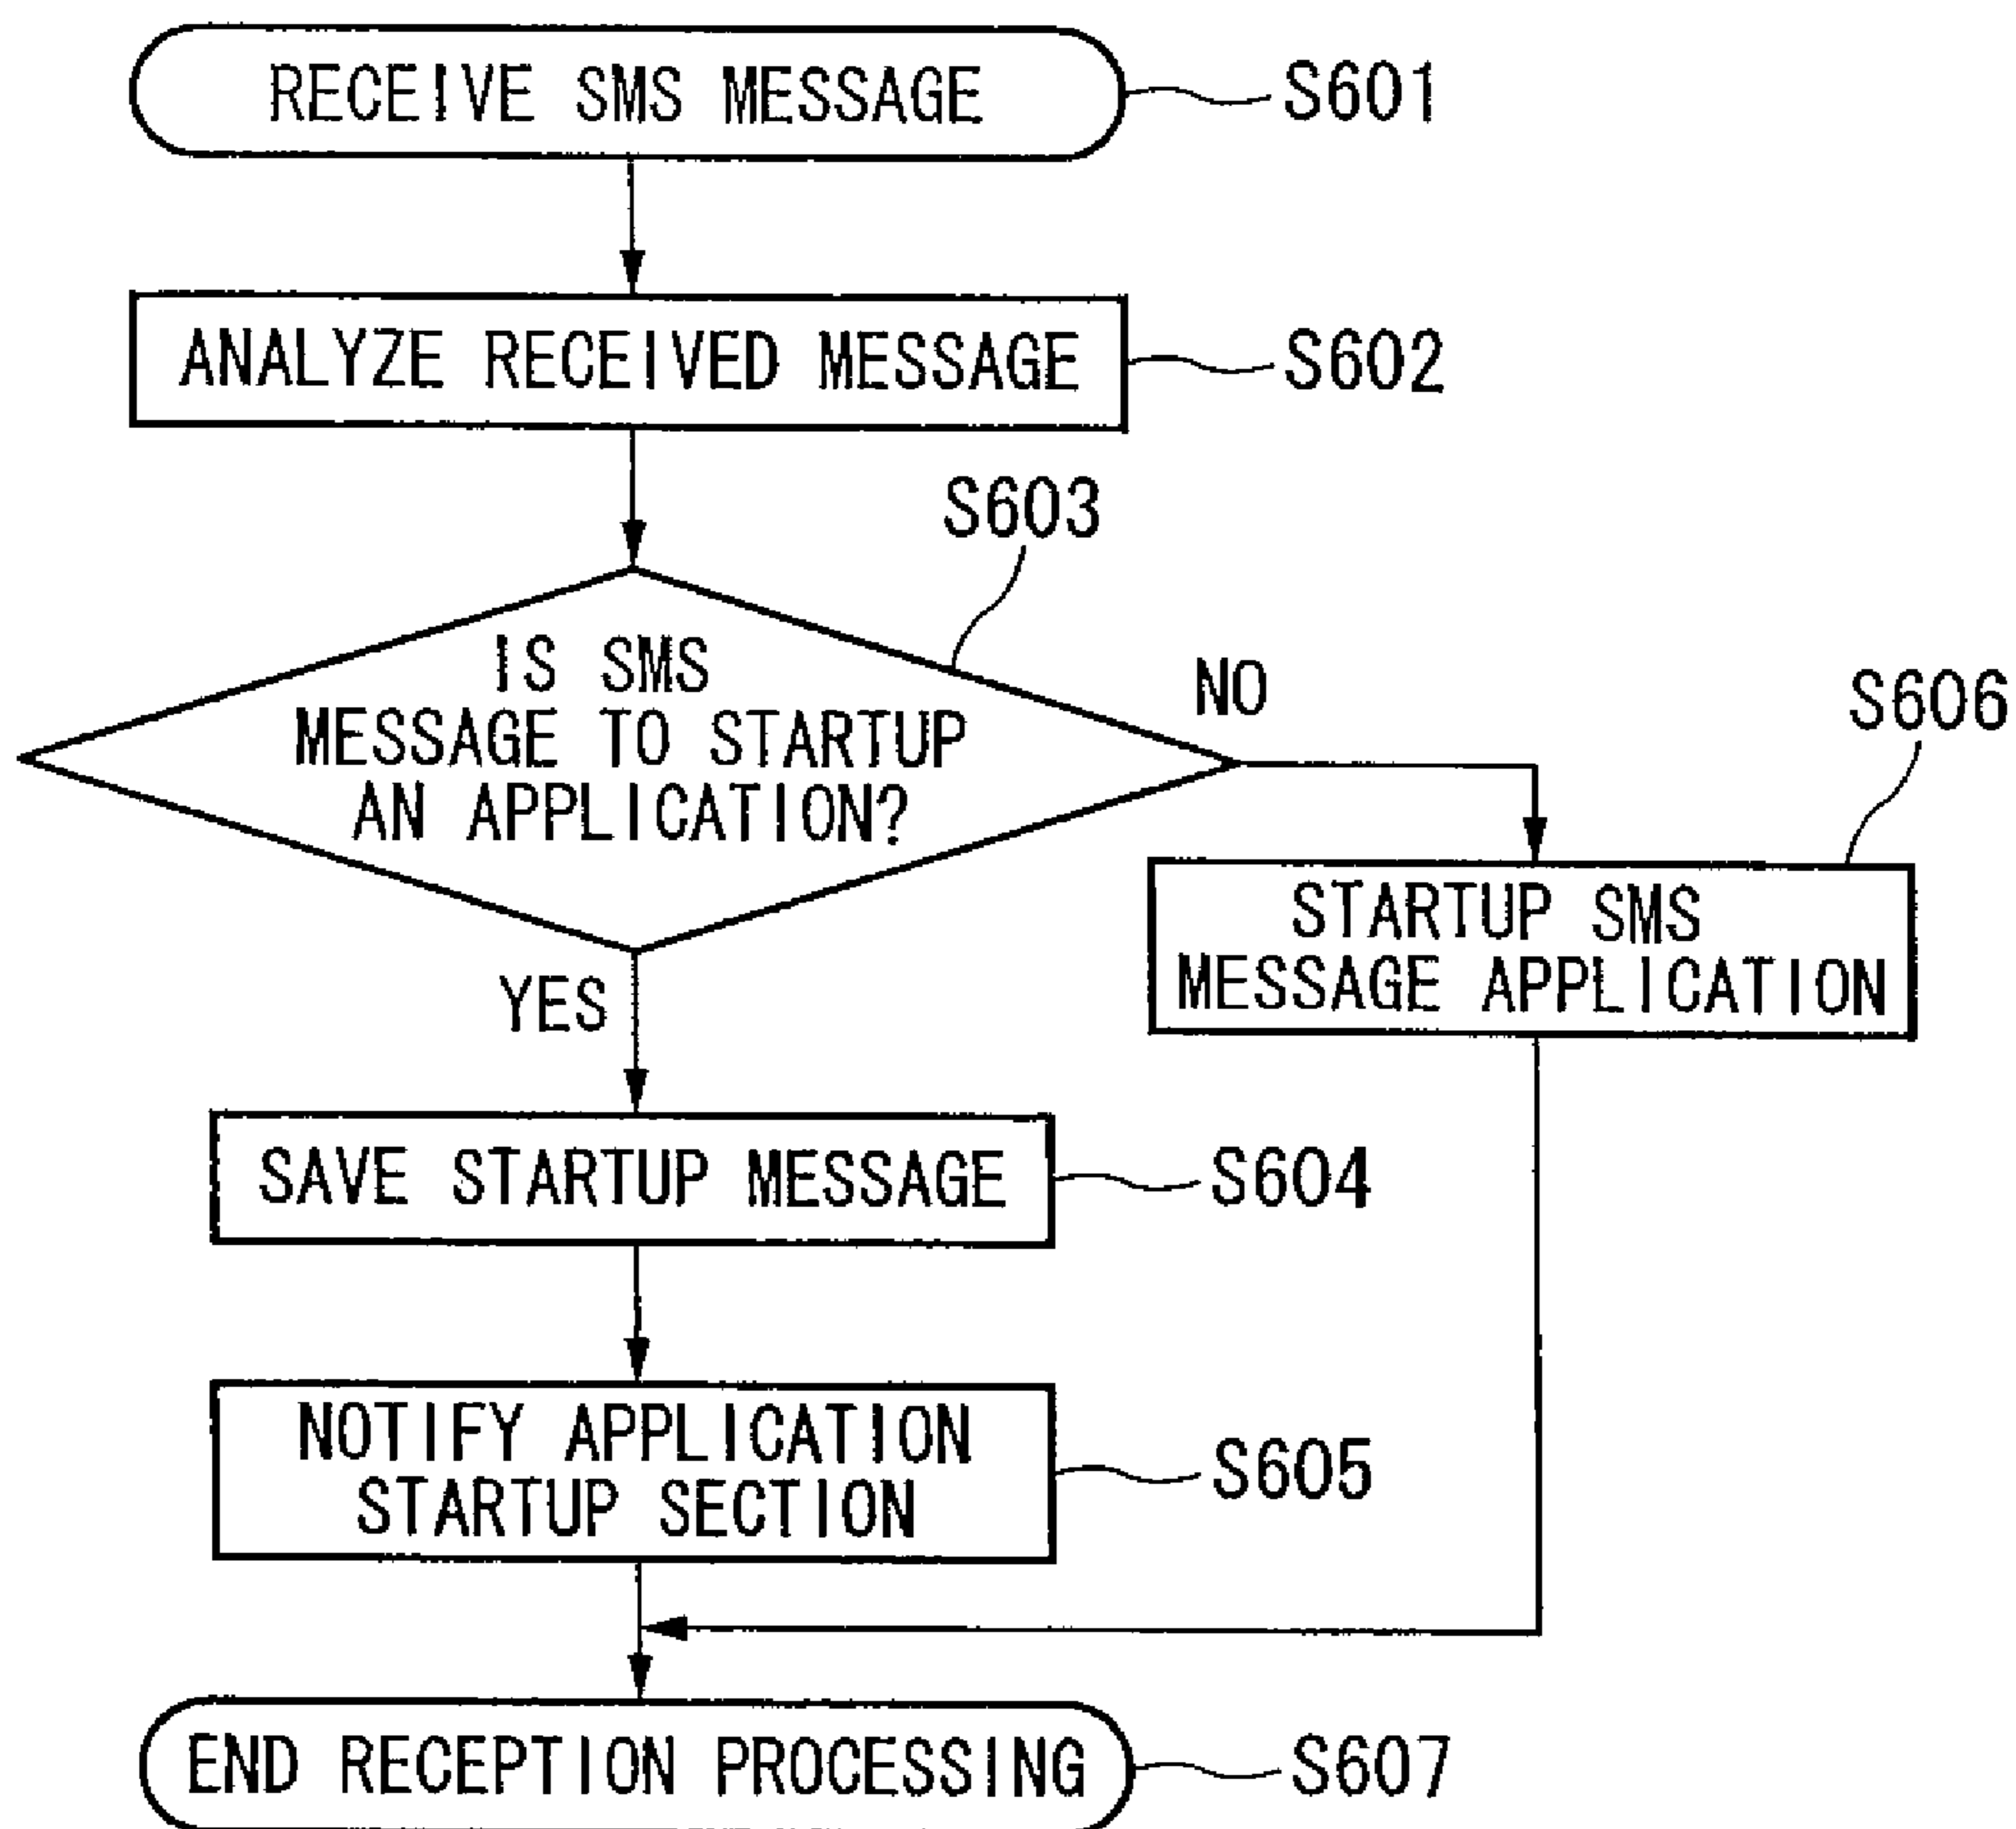 RECEIVE SMS MESSAGE
S601
ANALYZE RECEIVED MESSAGE
S602
S603
IS SMS
MESSAGE TO STARTUP
AN APPLICATION?
NO
S606
STARTUP SMS
MESSAGE APPLICATION
YES
SAVE STARTUP MESSAGE
S604
NOTIFY APPLICATION
STARTUP SECTION
S605
END RECEPTION PROCESSING
S607